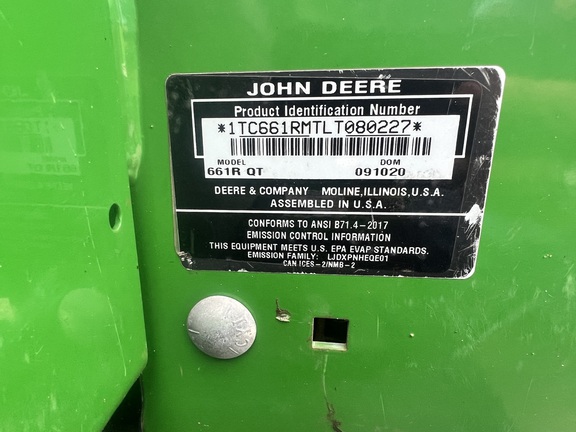 JOHN DEERE
Product Identification Number
*1TC661RMTLT080227*
MODEL DOM
661R QT 091020
DEERE & COMPANY MOLINE, ILLINOIS, U.S.A.
ASSEMBLED IN U.S.A.
CONFORMS TO ANSI B71.4-2017
EMISSION CONTROL INFORMATION
THIS EQUIPMENT MEETS U.S. EPA EVAP STANDARDS.
EMISSION FAMILY: LJDXPNHEQE01
CAN ICES-2/NMB-2